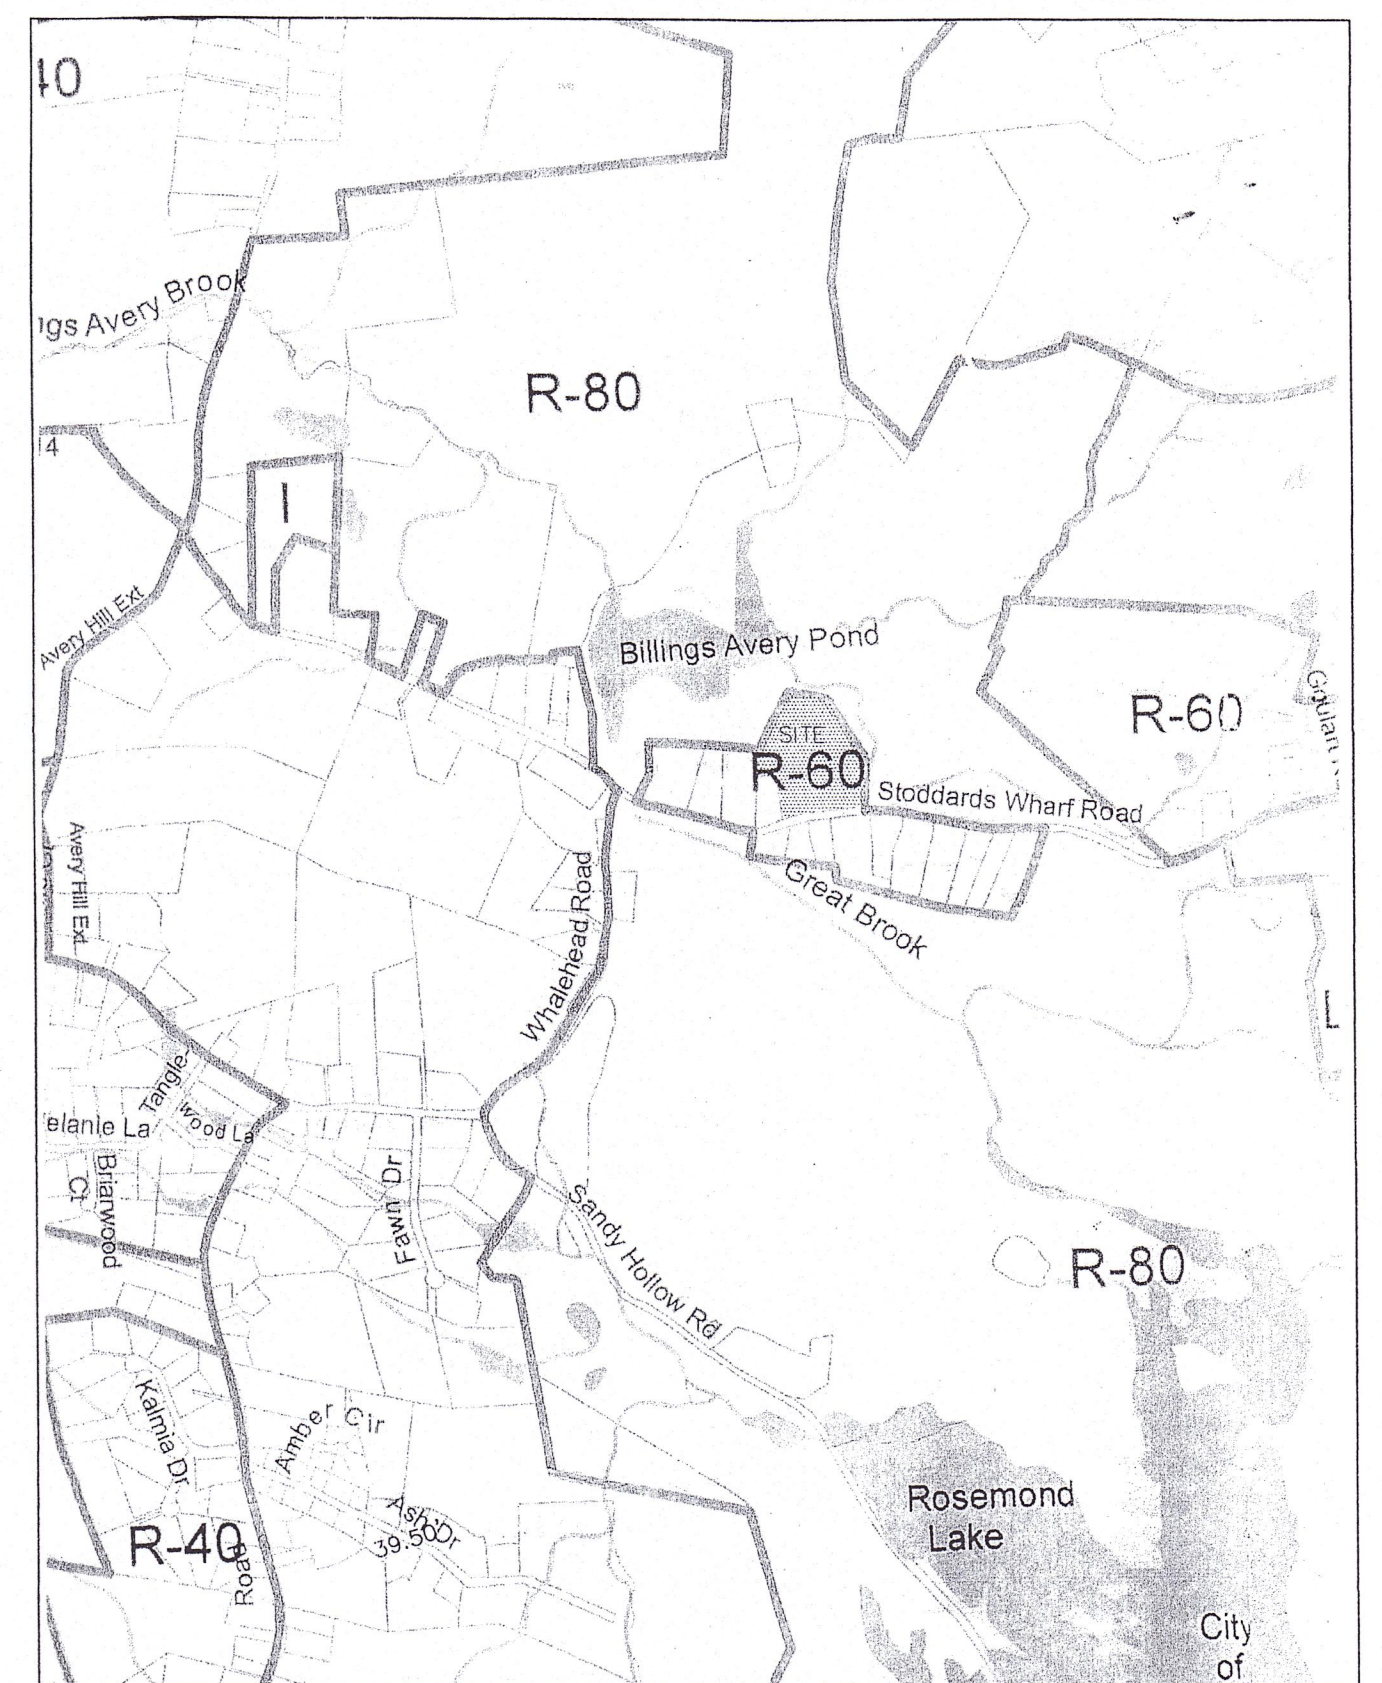 40
ıgs Avery Brook
R-80
14
I
Avery Hill Ext
Billings Avery Pond
R-60
SITE
R-60
Stoddards Wharf Road
Avery Hill Ext
Whalehead Road
Great Brook
Tangle-
wood La
elanie La
Briarwood
Ct
Fawn Dr
Sandy Hollow Rd
R-80
Kalmia Dr
Amber Cir
Ash Dr
39.50
R-40
Road
Rosemond
Lake
City
of